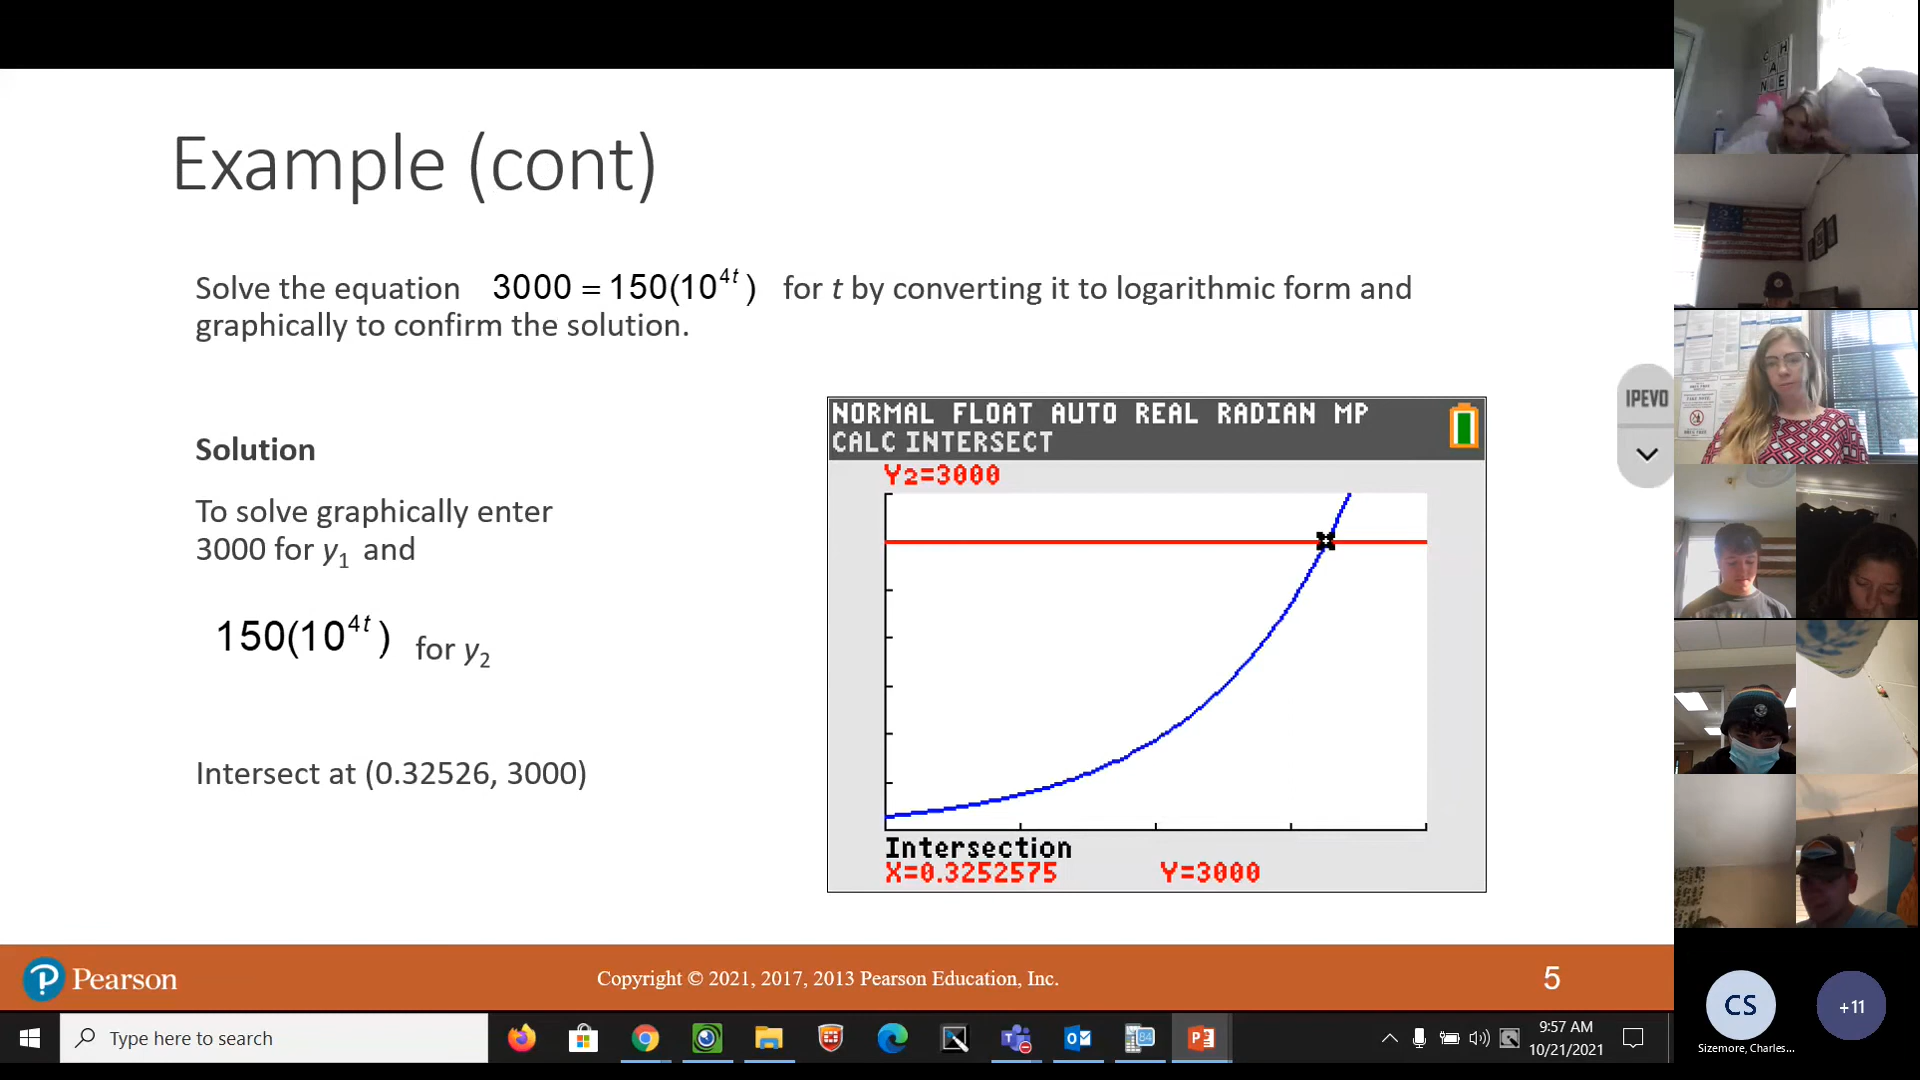 Example (cont)
Solve the equation 3000 = 150(10^4t) for t by converting it to logarithmic form and
graphically to confirm the solution.
Solution
To solve graphically enter
3000 for y1 and
150(10^4t) for y2
Intersect at (0.32526, 3000)
NORMAL FLOAT AUTO REAL RADIAN MP
CALC INTERSECT
Y2=3000
Intersection
X=0.3252575 Y=3000
IPEVO
Pearson
Copyright © 2021, 2017, 2013 Pearson Education, Inc.
5
C H
A
N E
CS
+11
Sizemore, Charles...
Type here to search
84
9:57 AM
10/21/2021